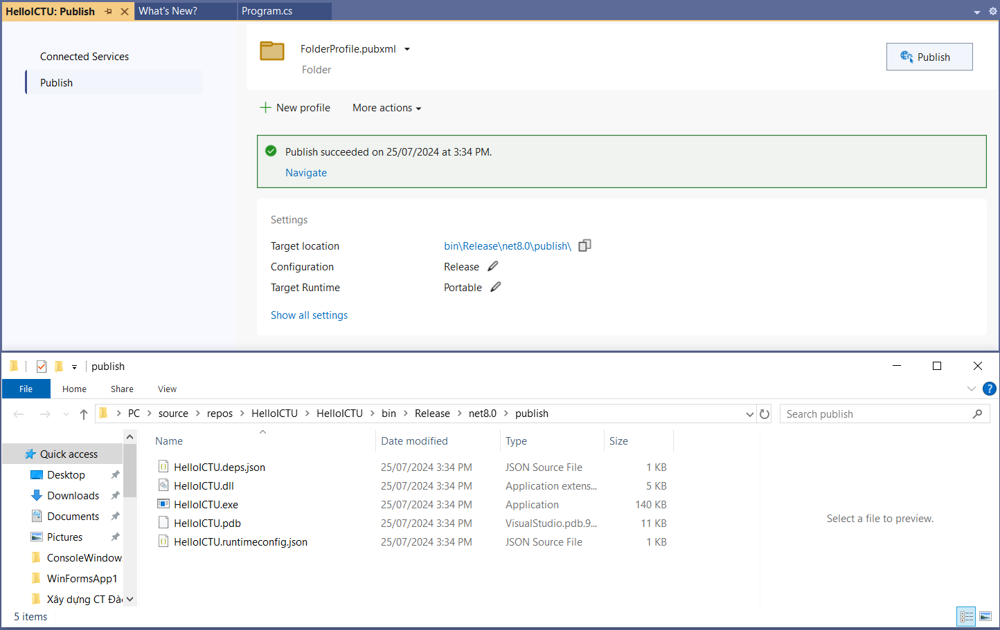 HelloICTU: Publish
What's New?
Program.cs
Connected Services
Publish
FolderProfile.pubxml
Folder
Publish
New profile
More actions
Publish succeeded on 25/07/2024 at 3:34 PM.
Navigate
Settings
Target location bin\Release\net8.0\publish\
Configuration Release
Target Runtime Portable
Show all settings
publish
File Home Share View
?
PC source repos HelloICTU HelloICTU bin Release net8.0 publish
Search publish
Quick access
Desktop
Downloads
Documents
Pictures
ConsoleWindow
WinFormsApp1
Xây dựng CT Đà
Name Date modified Type Size
HelloICTU.deps.json 25/07/2024 3:34 PM JSON Source File 1 KB
HelloICTU.dll 25/07/2024 3:34 PM Application extens... 5 KB
HelloICTU.exe 25/07/2024 3:34 PM Application 140 KB
HelloICTU.pdb 25/07/2024 3:34 PM VisualStudio.pdb.9... 11 KB
HelloICTU.runtimeconfig.json 25/07/2024 3:34 PM JSON Source File 1 KB
Select a file to preview.
5 items